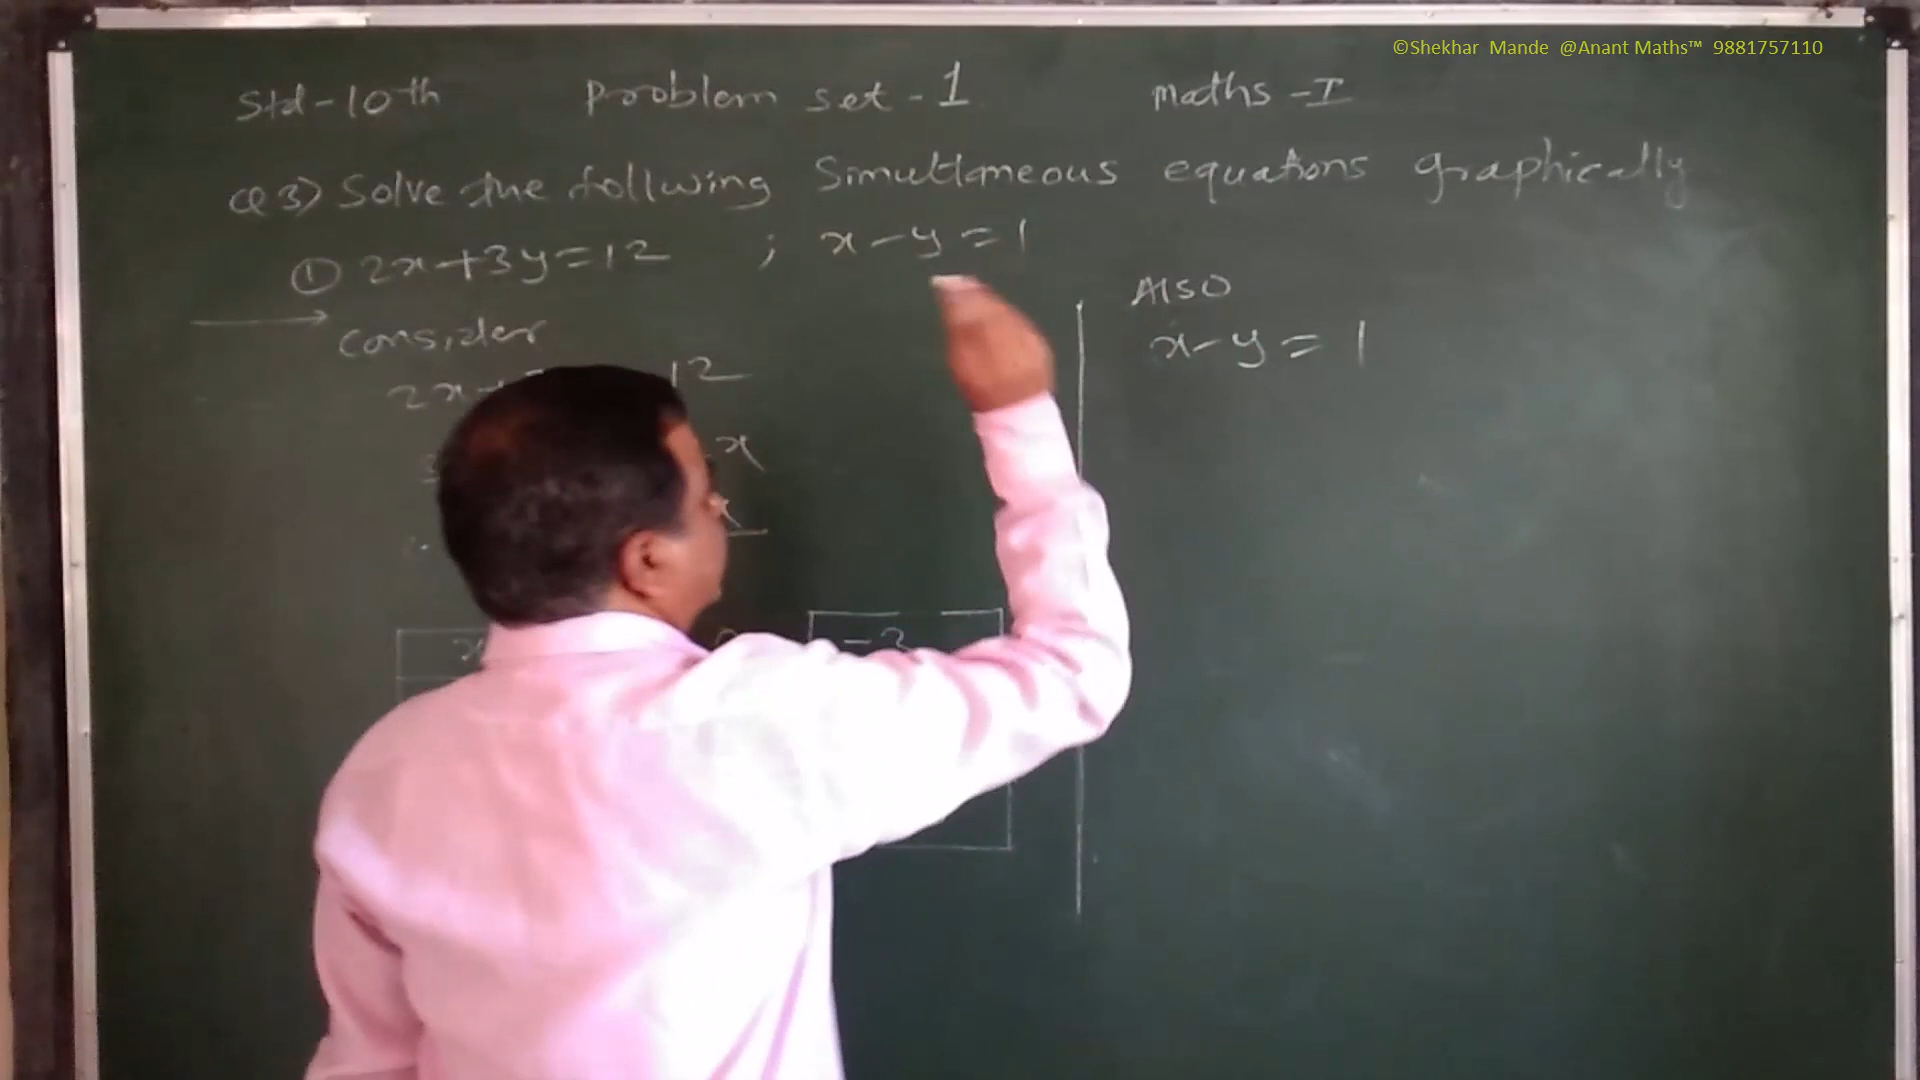 ©Shekhar Mande @Anant Maths™ 9881757110
Std-10th Problem set-1 Maths-I
Q3) Solve the follwing Simultaneous equations graphically
① 2x+3y=12 ; x-y=1
consider
12
x
x
-3
Also
x-y=1